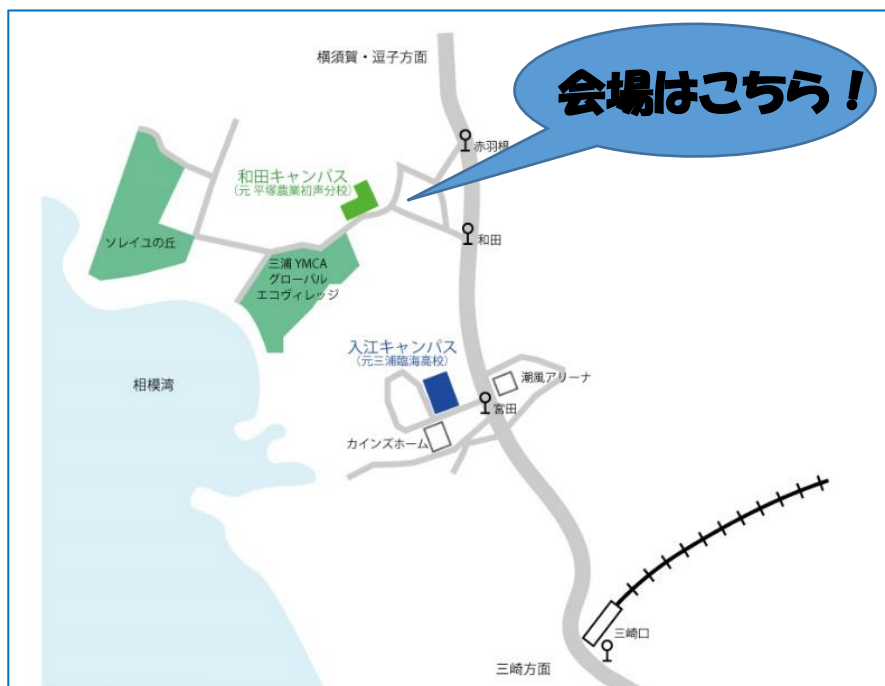 横須賀・逗子方面
会場はこちら!
赤羽根
和田キャンパス
(元 平塚農業初声分校)
ソレイユの丘
和田
三浦 YMCA
グローバル
エコヴィレッジ
入江キャンパス
(元三浦臨海高校)
相模湾
潮風アリーナ
宮田
カインズホーム
三崎口
三崎方面